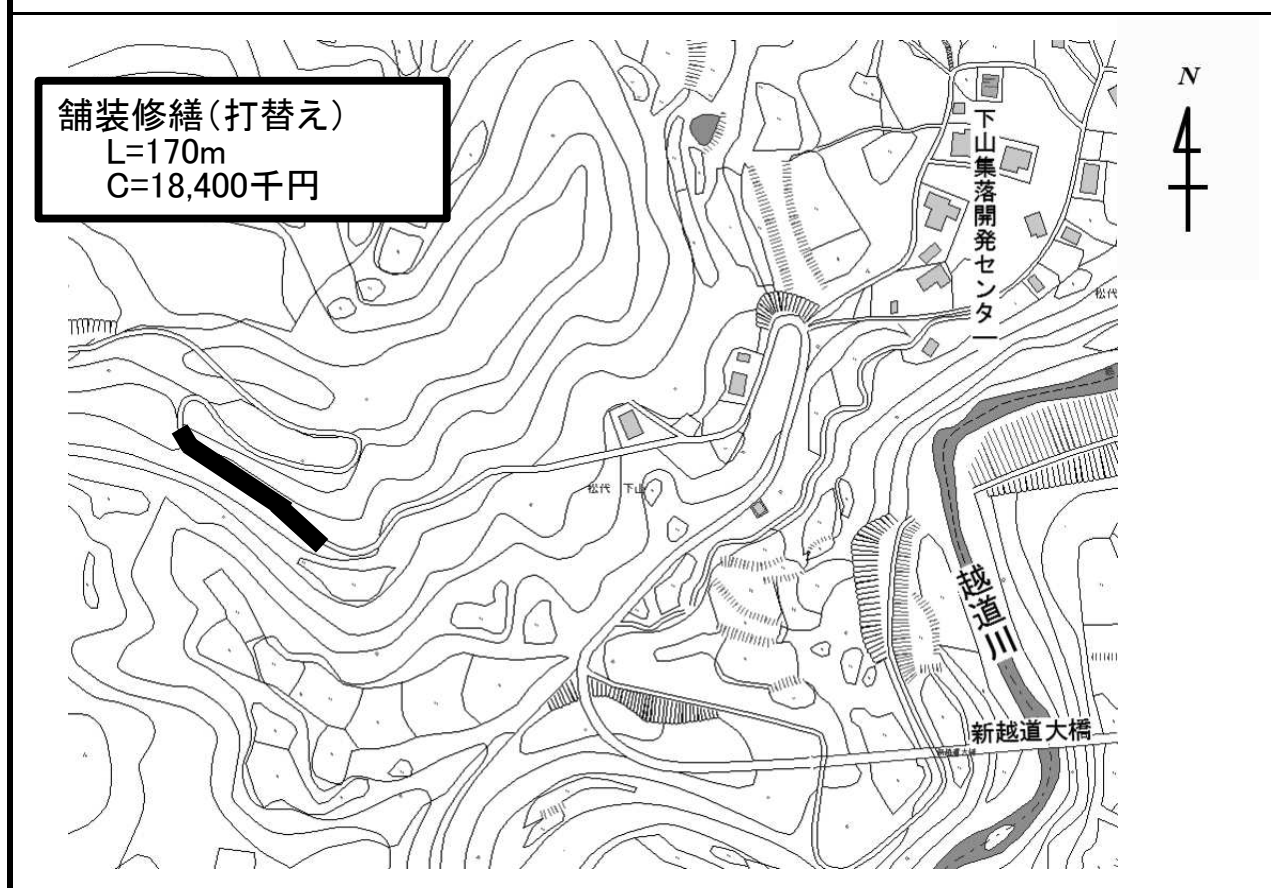 舗装修繕(打替え)
L=170m
C=18,400千円
N
下山集落開発センター
松代
松代 下山
越道川
新越道大橋